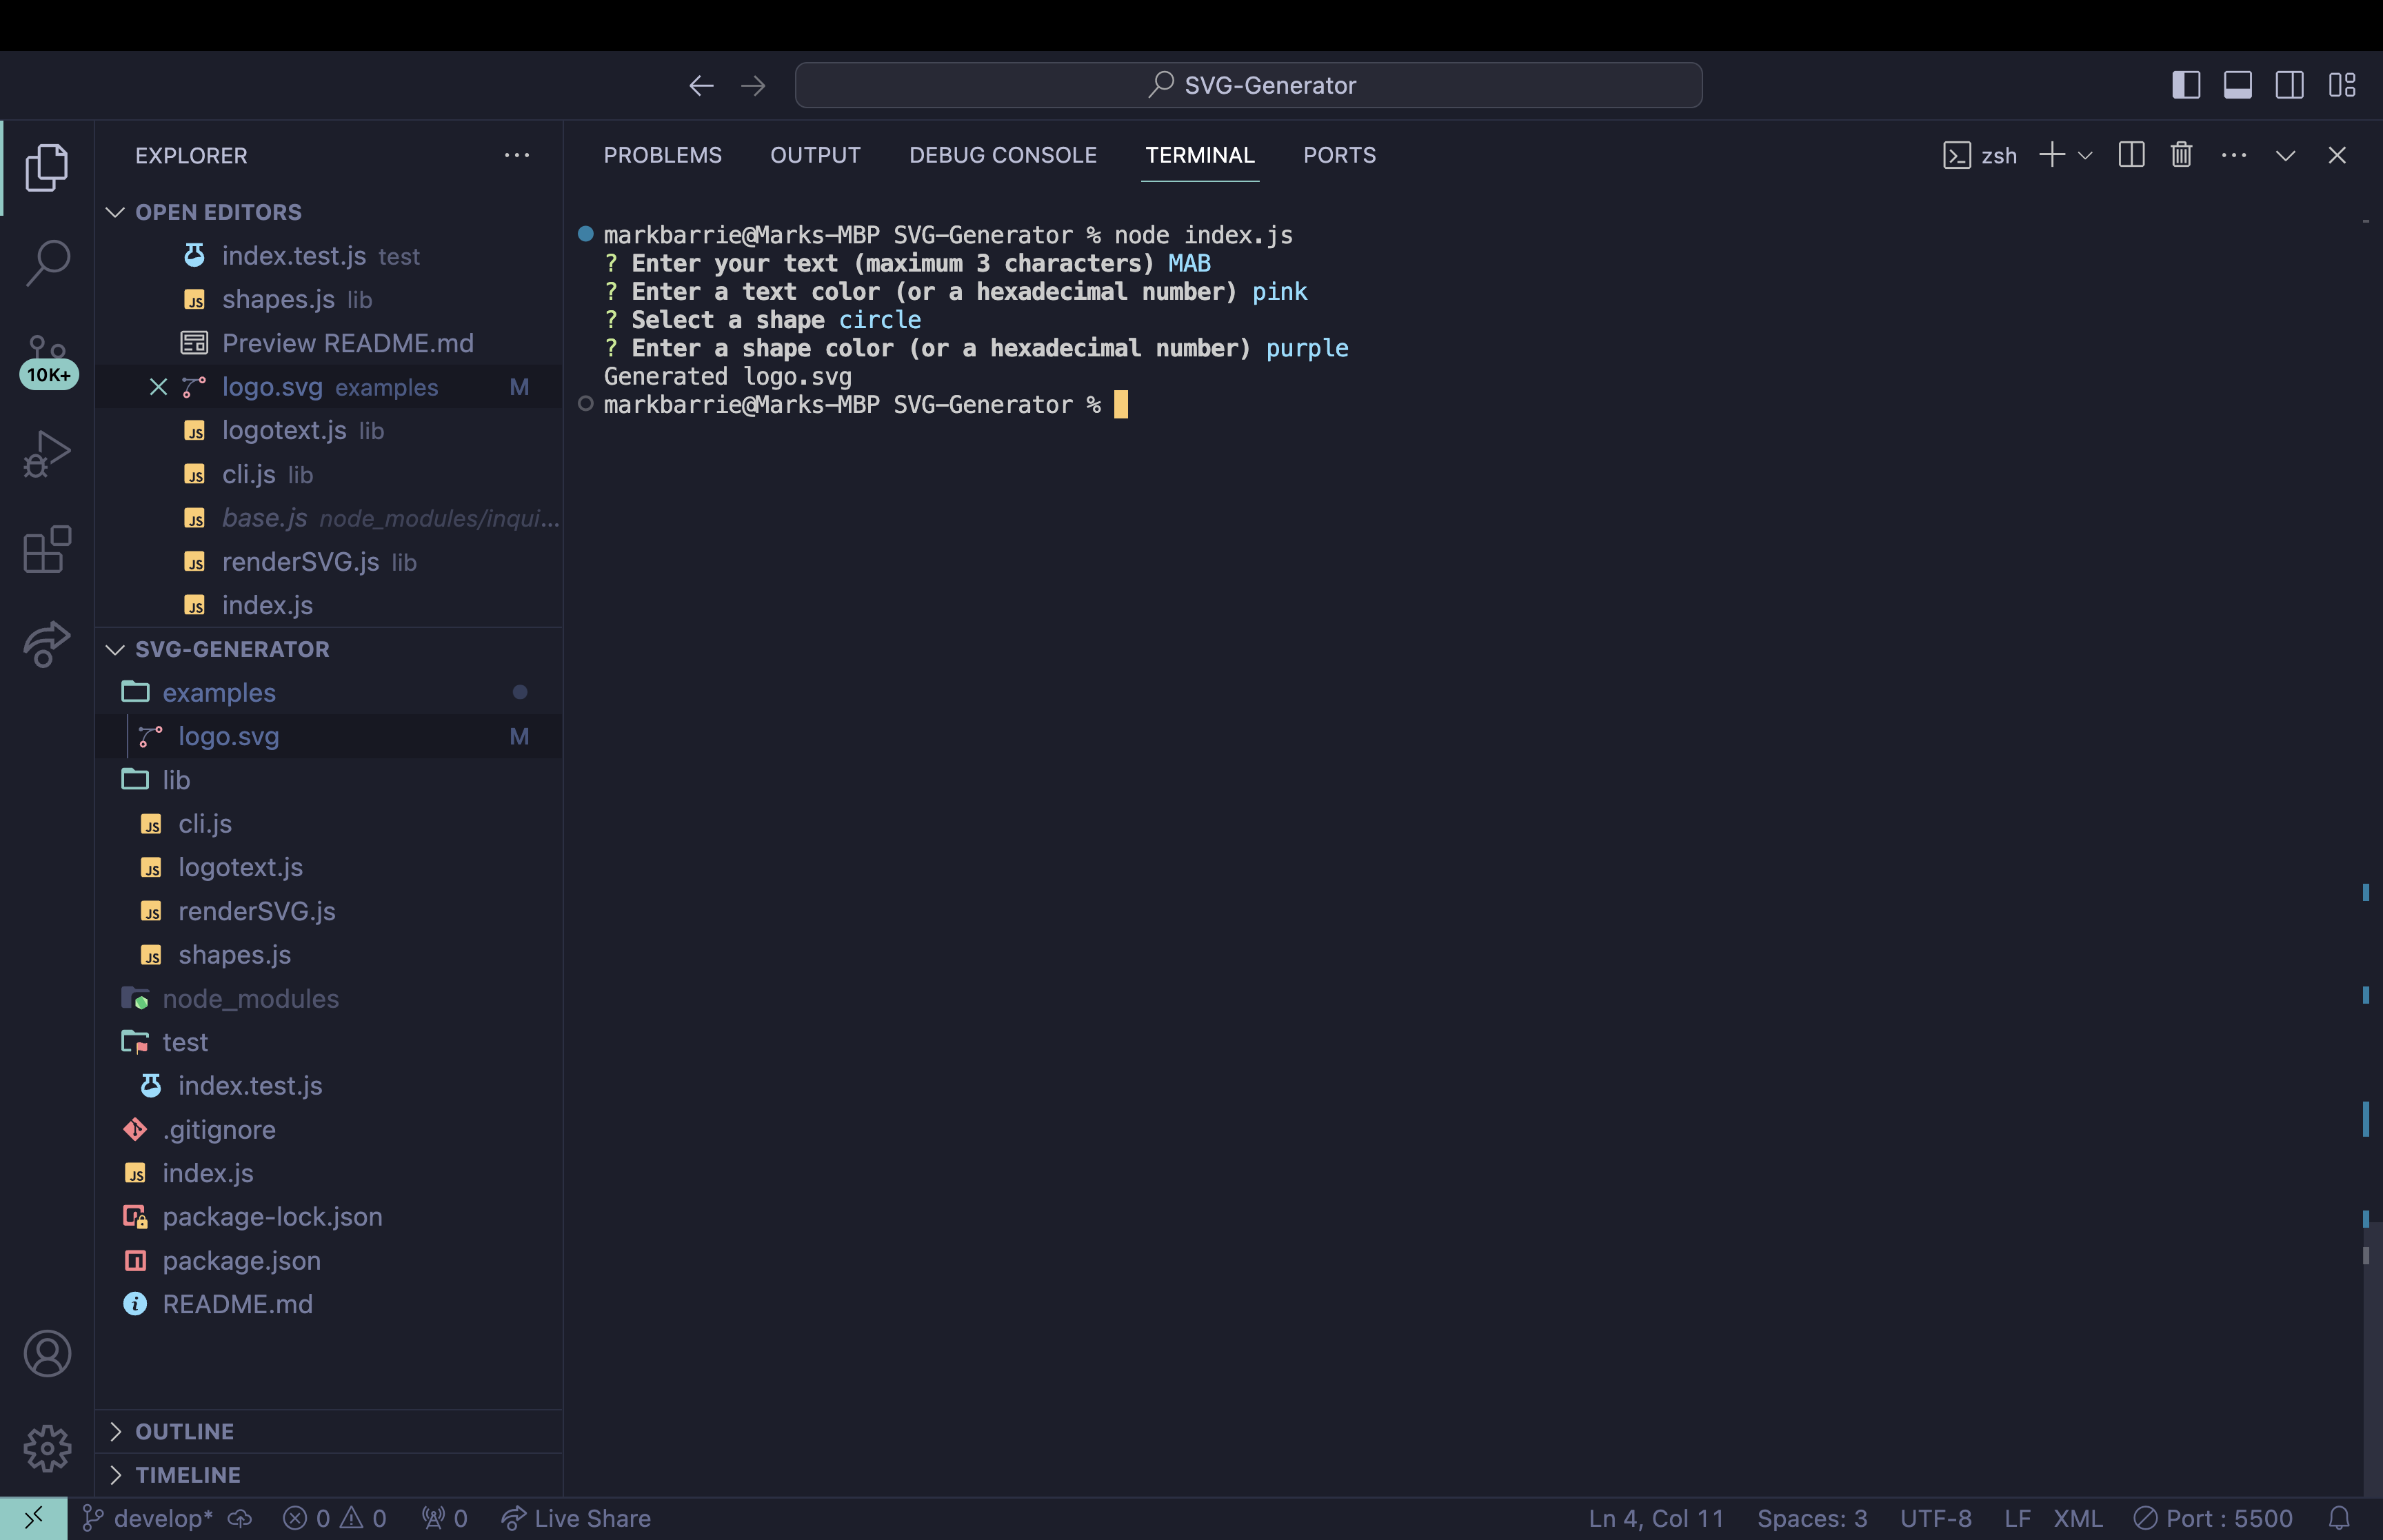 SVG-Generator
EXPLORER
OPEN EDITORS
index.test.js test
shapes.js lib
Preview README.md
logo.svg examples M
logotext.js lib
cli.js lib
base.js node_modules/inqui...
renderSVG.js lib
index.js
SVG-GENERATOR
examples
logo.svg M
lib
cli.js
logotext.js
renderSVG.js
shapes.js
node_modules
test
index.test.js
.gitignore
index.js
package-lock.json
package.json
README.md
OUTLINE
TIMELINE
10K+
PROBLEMS OUTPUT DEBUG CONSOLE TERMINAL PORTS zsh
markbarrie@Marks-MBP SVG-Generator % node index.js
? Enter your text (maximum 3 characters) MAB
? Enter a text color (or a hexadecimal number) pink
? Select a shape circle
? Enter a shape color (or a hexadecimal number) purple
Generated logo.svg
markbarrie@Marks-MBP SVG-Generator %
develop* 0 0 0 Live Share Ln 4, Col 11 Spaces: 3 UTF-8 LF XML Port : 5500